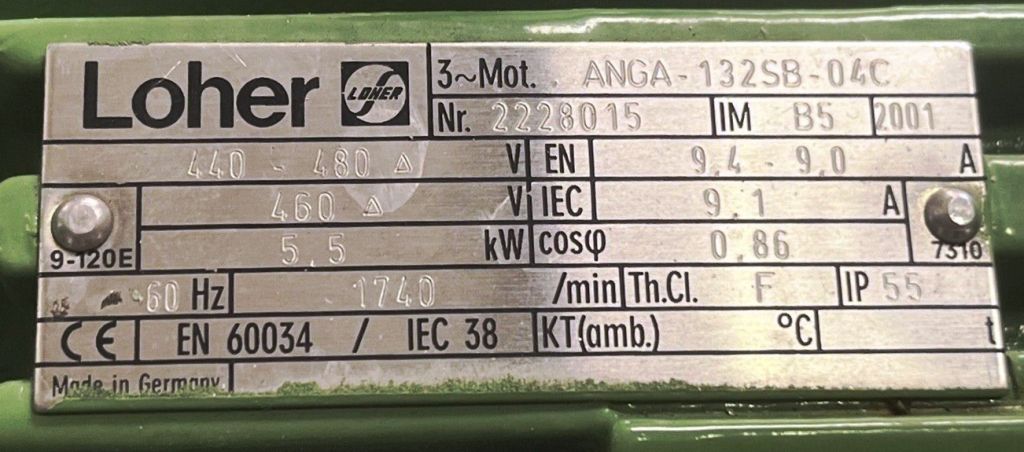 Loher LOHER 3~Mot. ANGA-132SB-04C
Nr. 2228015 IM B5 2001
440 - 480 △ V EN 9,4 - 9,0 A
460 △ V IEC 9,1 A
9-120E 5,5 kW cosφ 0,86 7510
60 Hz 1740 /min Th.Cl. F IP 55
CE EN 60034 / IEC 38 KT(amb.) °C t
Made in Germany